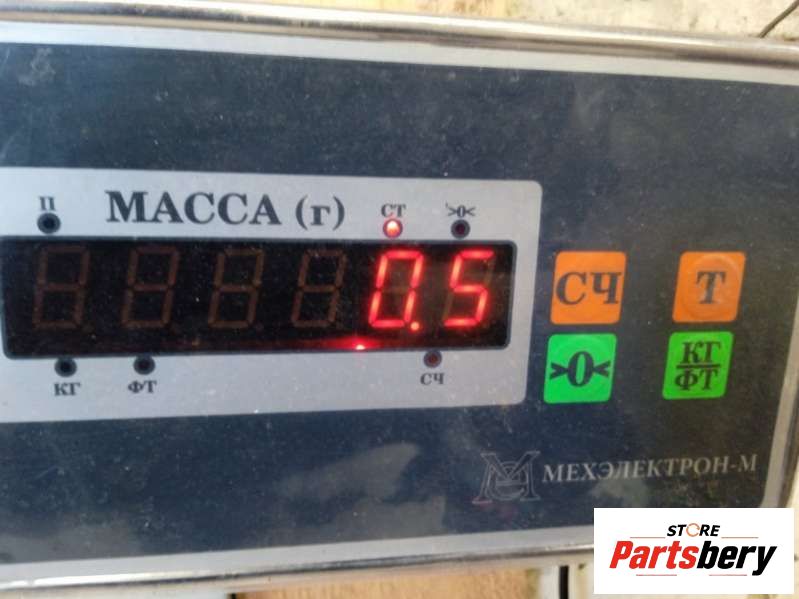 П МАССА (г) СТ >0<
0.5
КГ ФТ СЧ
СЧ Т
>0< КГ
ФТ
МЕХЭЛЕКТРОН-М
STORE
Partsbery